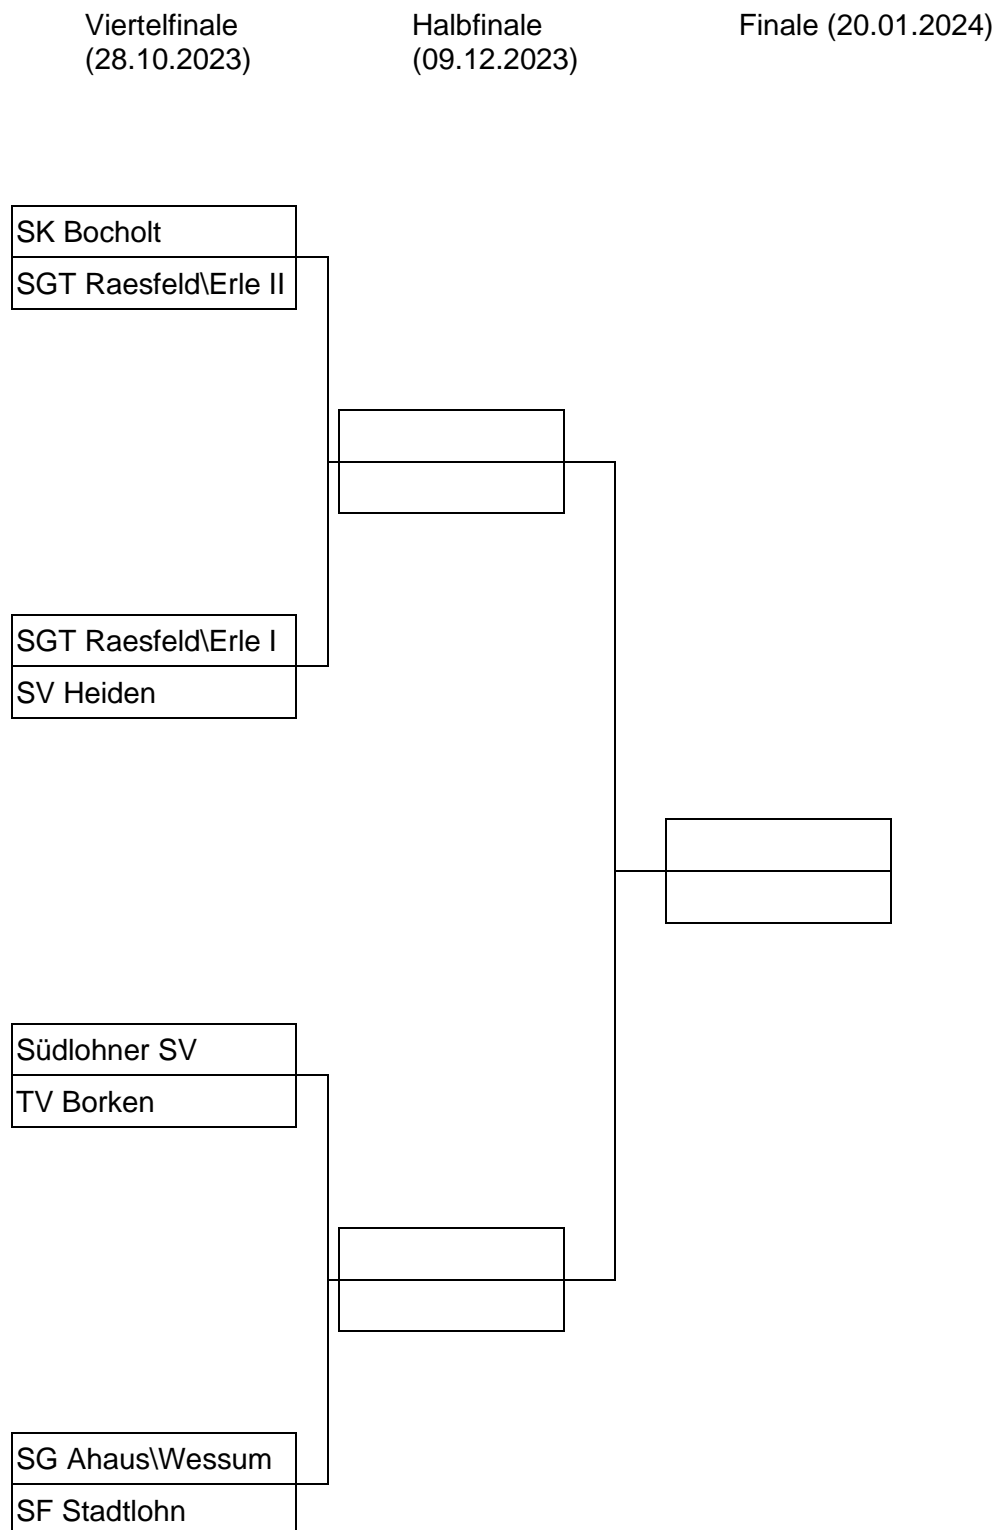 Viertelfinale
(28.10.2023)
Halbfinale
(09.12.2023)
Finale (20.01.2024)
SK Bocholt
SGT Raesfeld\Erle II
SGT Raesfeld\Erle I
SV Heiden
Südlohner SV
TV Borken
SG Ahaus\Wessum
SF Stadtlohn